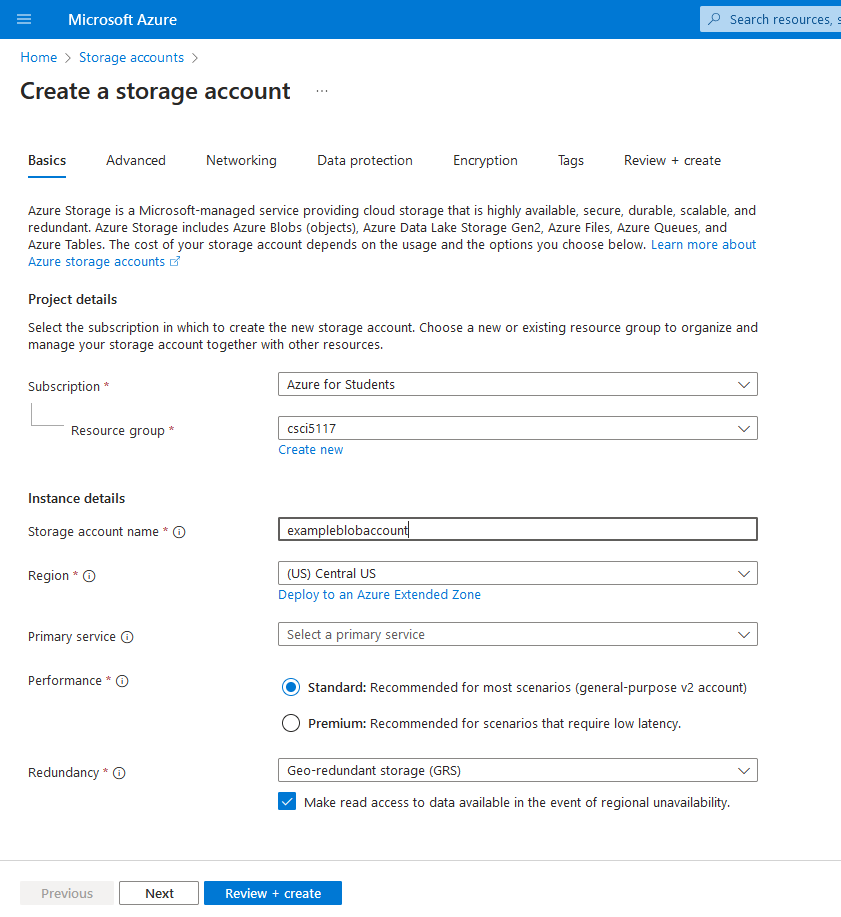 Microsoft Azure
Search resources,
Home > Storage accounts >
Create a storage account ...
Basics Advanced Networking Data protection Encryption Tags Review + create
Azure Storage is a Microsoft-managed service providing cloud storage that is highly available, secure, durable, scalable, and
redundant. Azure Storage includes Azure Blobs (objects), Azure Data Lake Storage Gen2, Azure Files, Azure Queues, and
Azure Tables. The cost of your storage account depends on the usage and the options you choose below. Learn more about
Azure storage accounts
Project details
Select the subscription in which to create the new storage account. Choose a new or existing resource group to organize and
manage your storage account together with other resources.
Subscription *
Azure for Students
Resource group *
csci5117
Create new
Instance details
Storage account name *
exampleblobaccount
Region *
(US) Central US
Deploy to an Azure Extended Zone
Primary service
Select a primary service
Performance *
Standard: Recommended for most scenarios (general-purpose v2 account)
Premium: Recommended for scenarios that require low latency.
Redundancy *
Geo-redundant storage (GRS)
Make read access to data available in the event of regional unavailability.
Previous Next Review + create